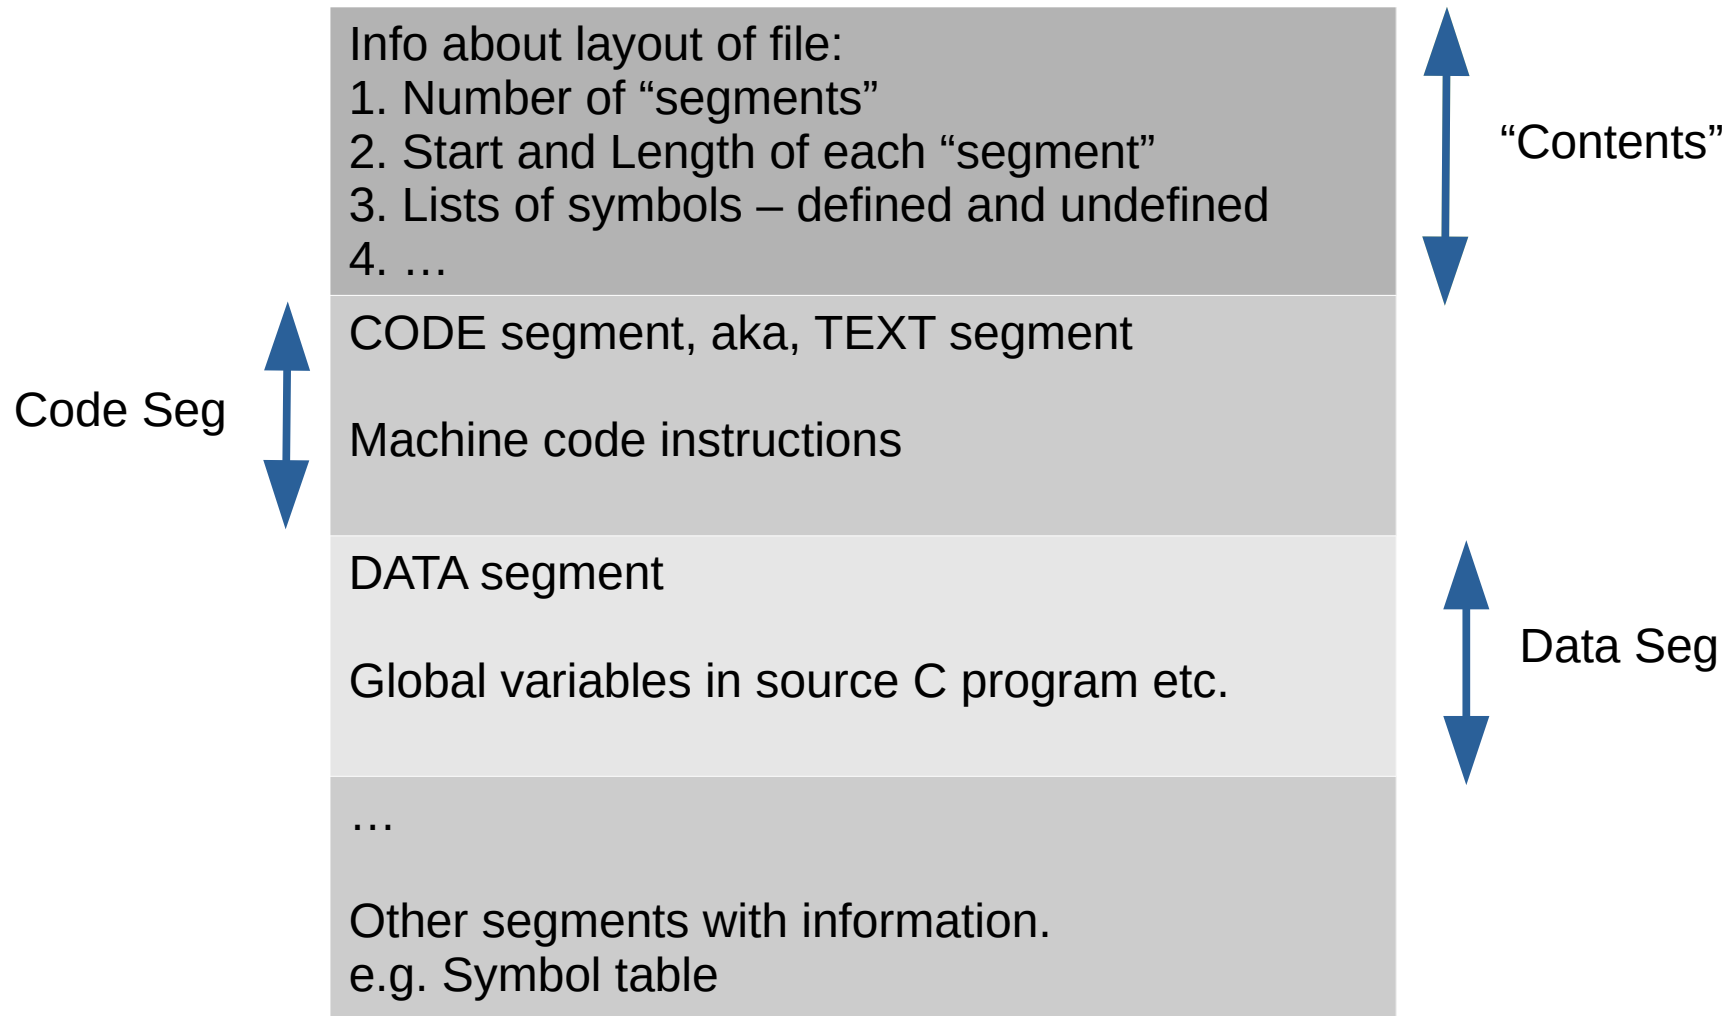 Info about layout of file:
1. Number of “segments”
2. Start and Length of each “segment”
3. Lists of symbols – defined and undefined
4. …
“Contents”
CODE segment, aka, TEXT segment
Machine code instructions
Code Seg
DATA segment
Global variables in source C program etc.
Data Seg
…
Other segments with information.
e.g. Symbol table